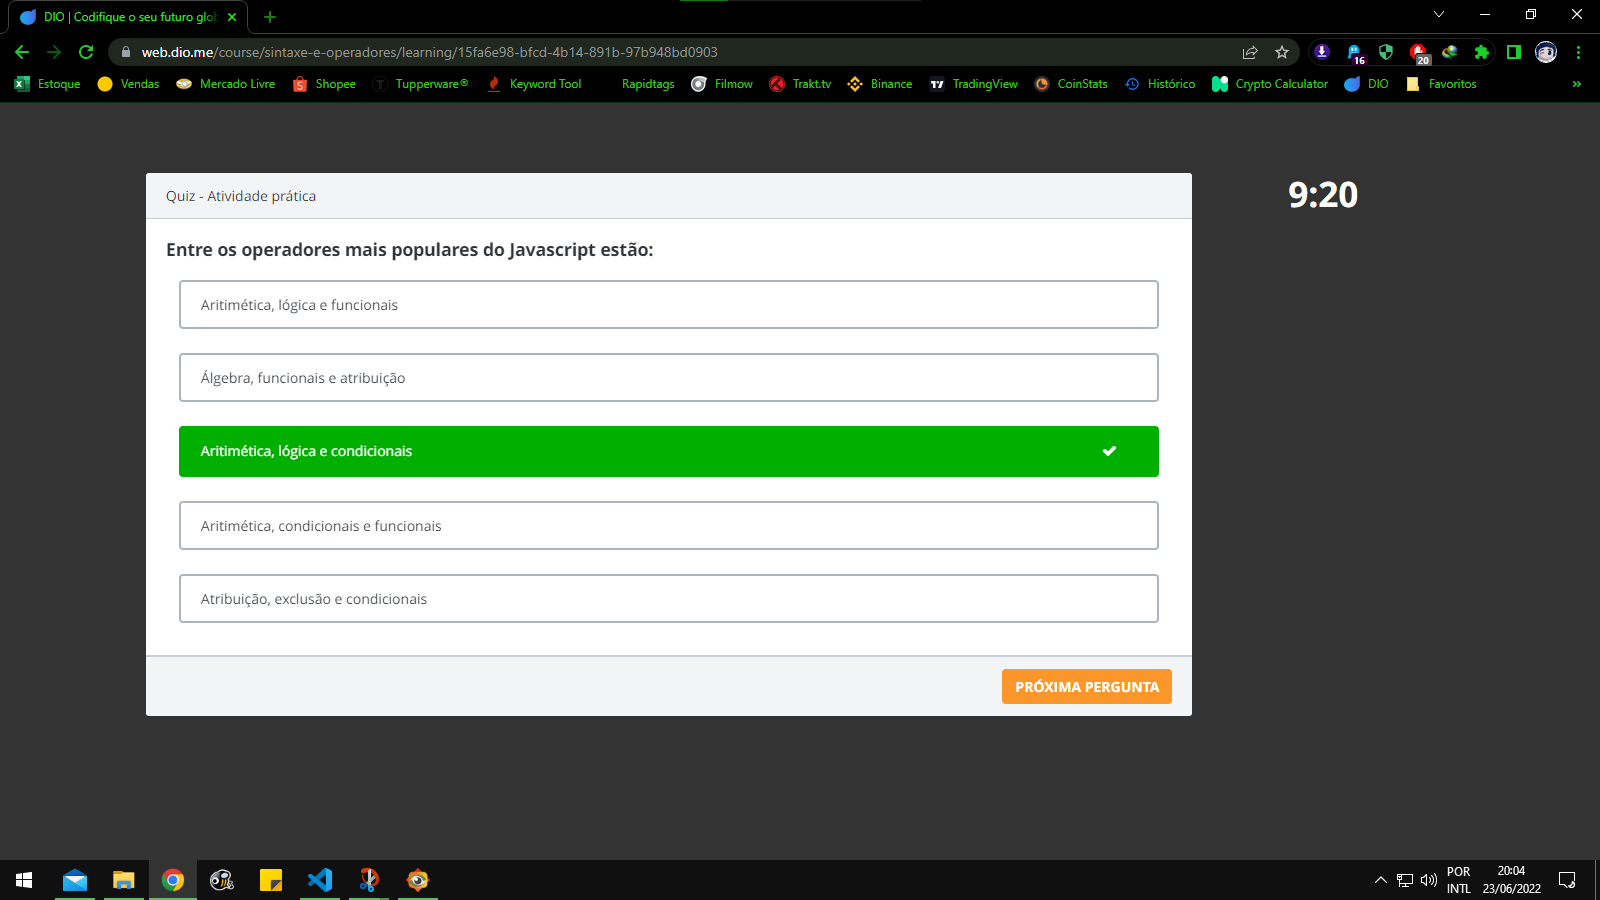 DIO | Codifique o seu futuro glob
web.dio.me/course/sintaxe-e-operadores/learning/15fa6e98-bfcd-4b14-891b-97b948bd0903
16
20
Estoque
Vendas
Mercado Livre
Shopee
Tupperware®
Keyword Tool
Rapidtags
Filmow
Trakt.tv
Binance
TradingView
CoinStats
Histórico
Crypto Calculator
DIO
Favoritos
»
Quiz - Atividade prática
9:20
Entre os operadores mais populares do Javascript estão:
Aritimética, lógica e funcionais
Álgebra, funcionais e atribuição
Aritimética, lógica e condicionais
Aritimética, condicionais e funcionais
Atribuição, exclusão e condicionais
PRÓXIMA PERGUNTA
POR
INTL
20:04
23/06/2022